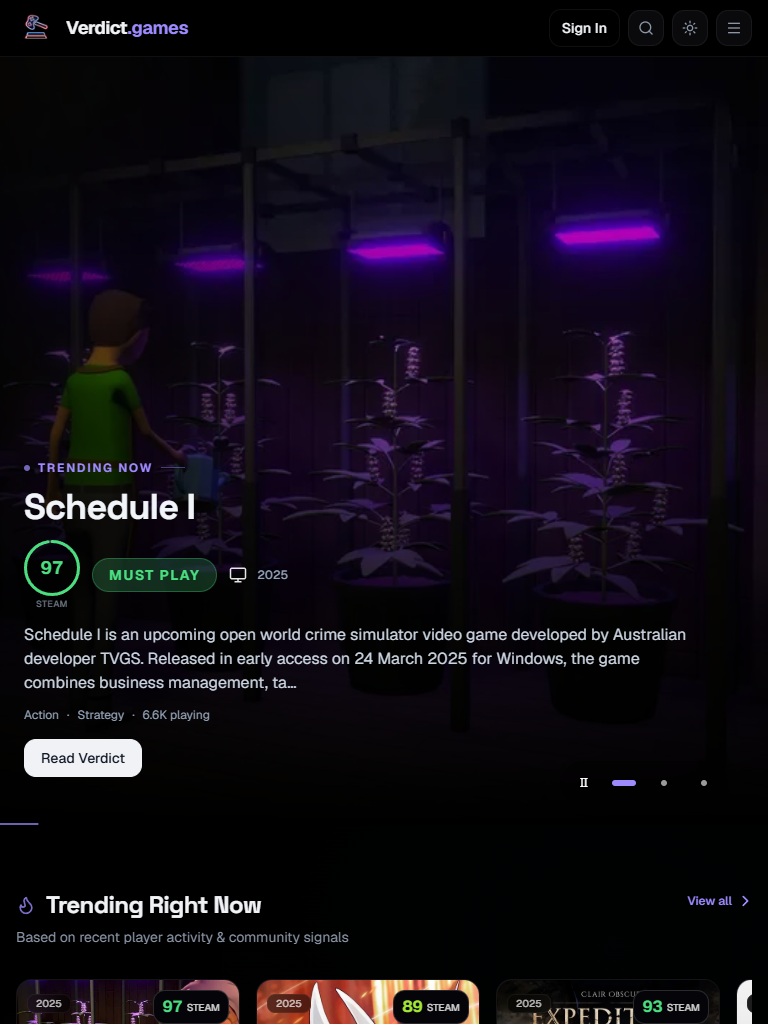 Verdict.games
Sign In
TRENDING NOW
Schedule I
97
MUST PLAY
2025
STEAM
Schedule I is an upcoming open world crime simulator video game developed by Australian
developer TVGS. Released in early access on 24 March 2025 for Windows, the game
combines business management, ta...
Action · Strategy · 6.6K playing
Read Verdict
Trending Right Now
View all
Based on recent player activity & community signals
2025
97 STEAM
2025
89 STEAM
2025
CLAIR OBSCU
93 STEAM
EXPEDIT